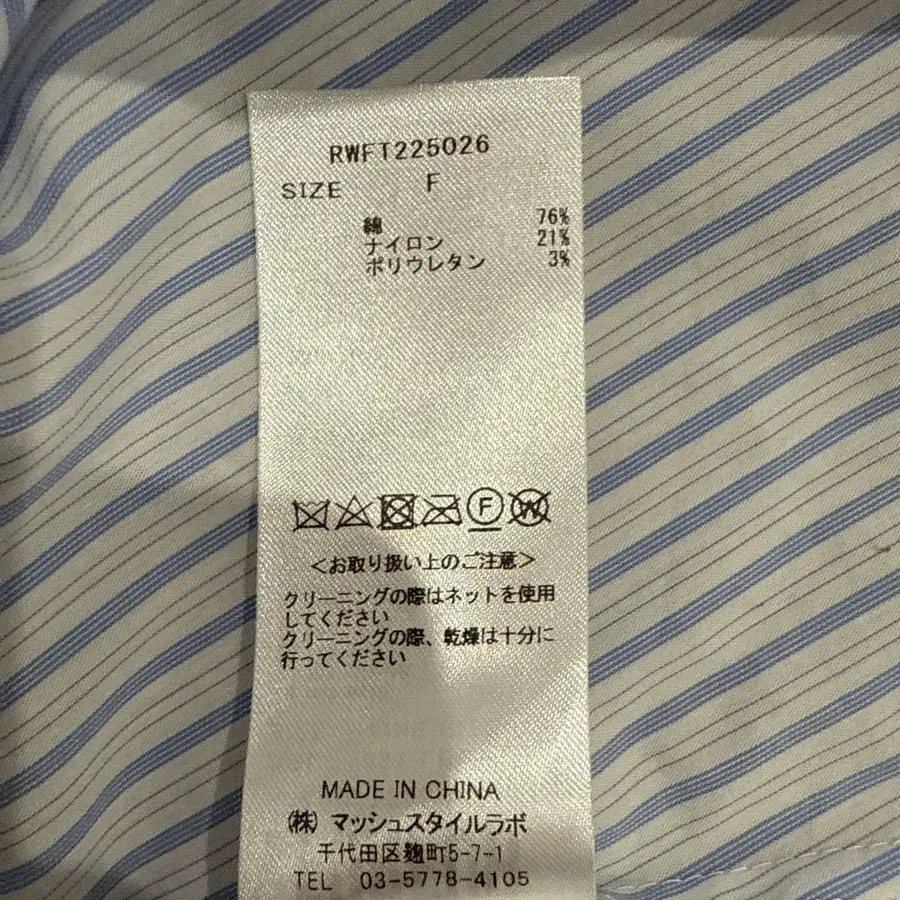 RWFT225026
SIZE F
綿 76%
ナイロン 21%
ポリウレタン 3%
F W
<お取り扱い上のご注意>
クリーニングの際はネットを使用
してください
クリーニングの際、乾燥は十分に
行ってください
MADE IN CHINA
(株) マッシュスタイルラボ
千代田区麹町5-7-1
TEL 03-5778-4105